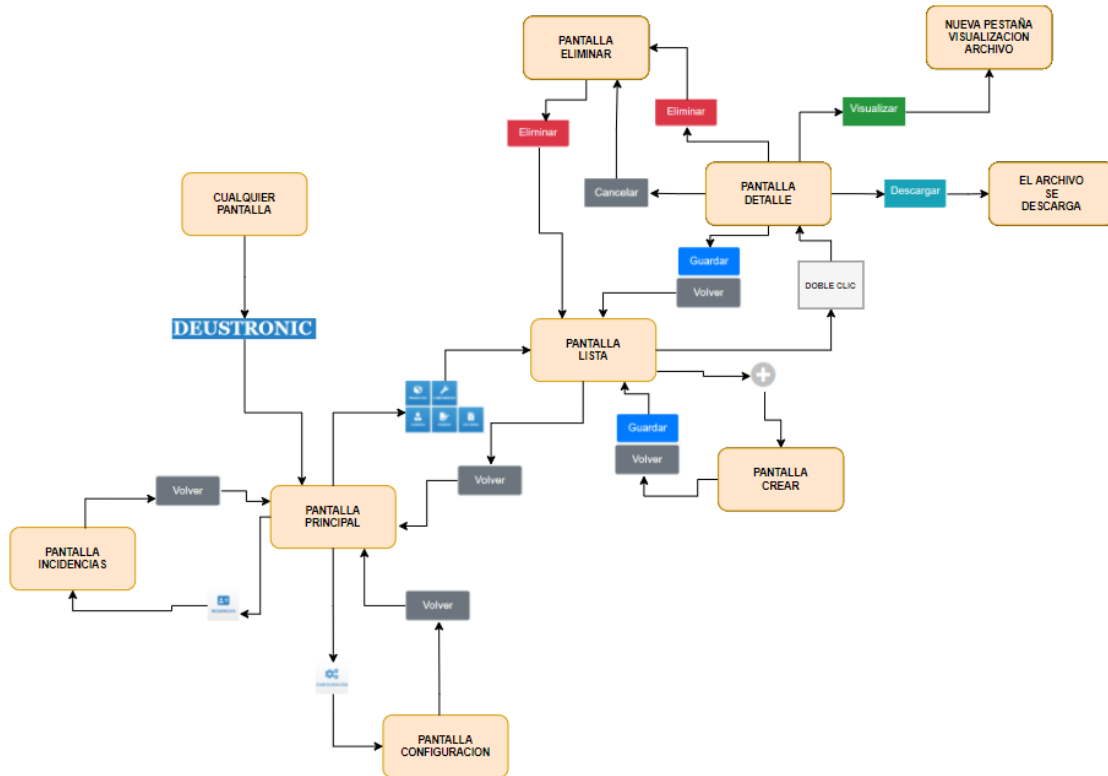 NUEVA PESTAÑA
VISUALIZACION
ARCHIVO
PANTALLA
ELIMINAR
Visualizar
Eliminar
Eliminar
CUALQUIER
PANTALLA
Cancelar
PANTALLA
DETALLE
Descargar
EL ARCHIVO
SE
DESCARGA
Guardar
Volver
DOBLE CLIC
DEUSTRONIC
PANTALLA
LISTA
Guardar
Volver
PANTALLA
CREAR
Volver
Volver
PANTALLA
PRINCIPAL
PANTALLA
INCIDENCIAS
Volver
PANTALLA
CONFIGURACION